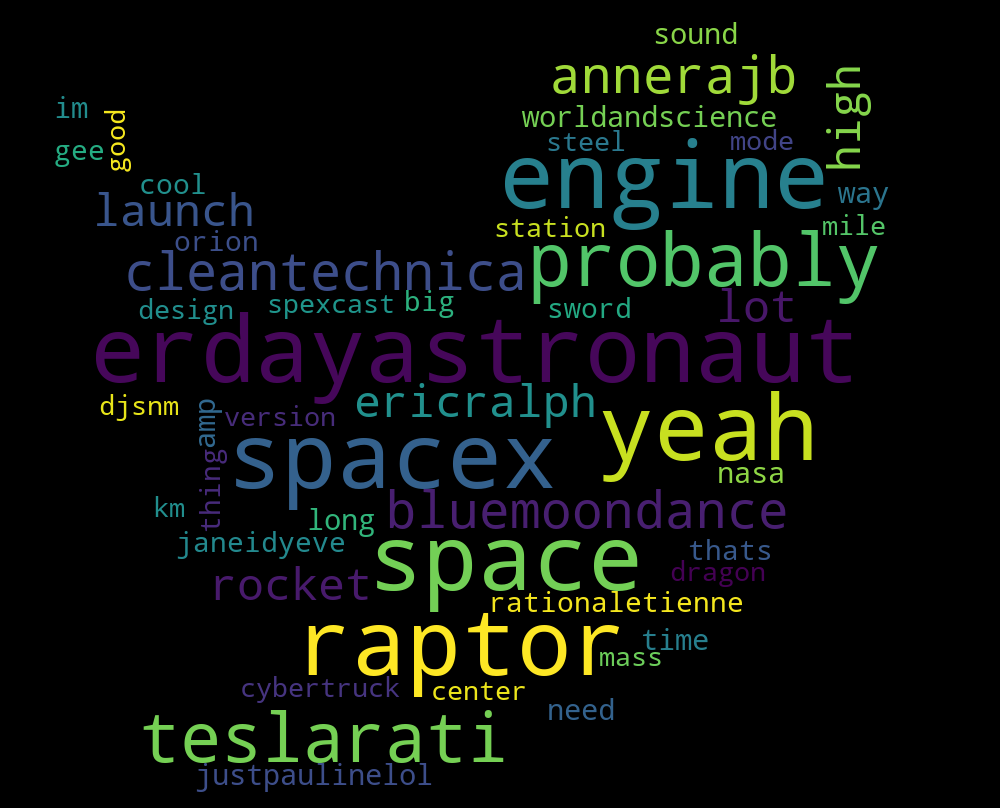 sound
annerajb
high
im
good
worldandscience
gee
steel
mode
engine
cool
way
launch
station
mile
orion
probably
cleantechnica
design
spexcast
big
sword
lot
erdayastronaut
djsnm
amp
version
ericralph
yeah
spacex
thing
nasa
km
long
bluemoondance
janeidyeve
thats
space
rocket
dragon
rationaletienne
raptor
time
mass
cybertruck
center
need
teslarati
justpaulinelol